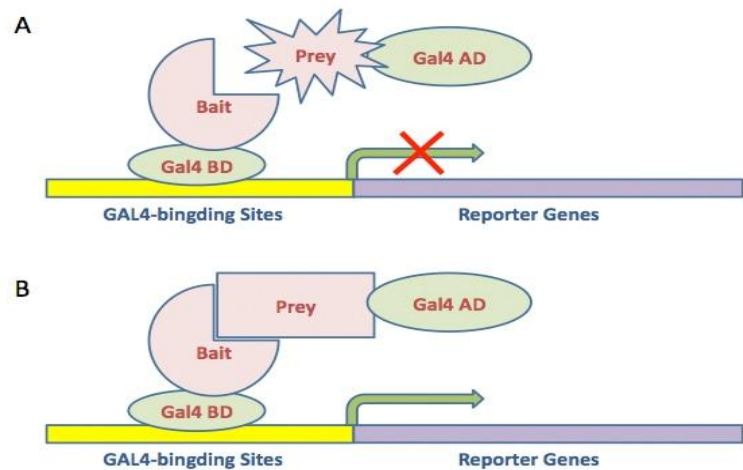 A
Prey
Gal4 AD
Bait
Gal4 BD
GAL4-bingding Sites
Reporter Genes
B
Prey
Gal4 AD
Bait
Gal4 BD
GAL4-bingding Sites
Reporter Genes